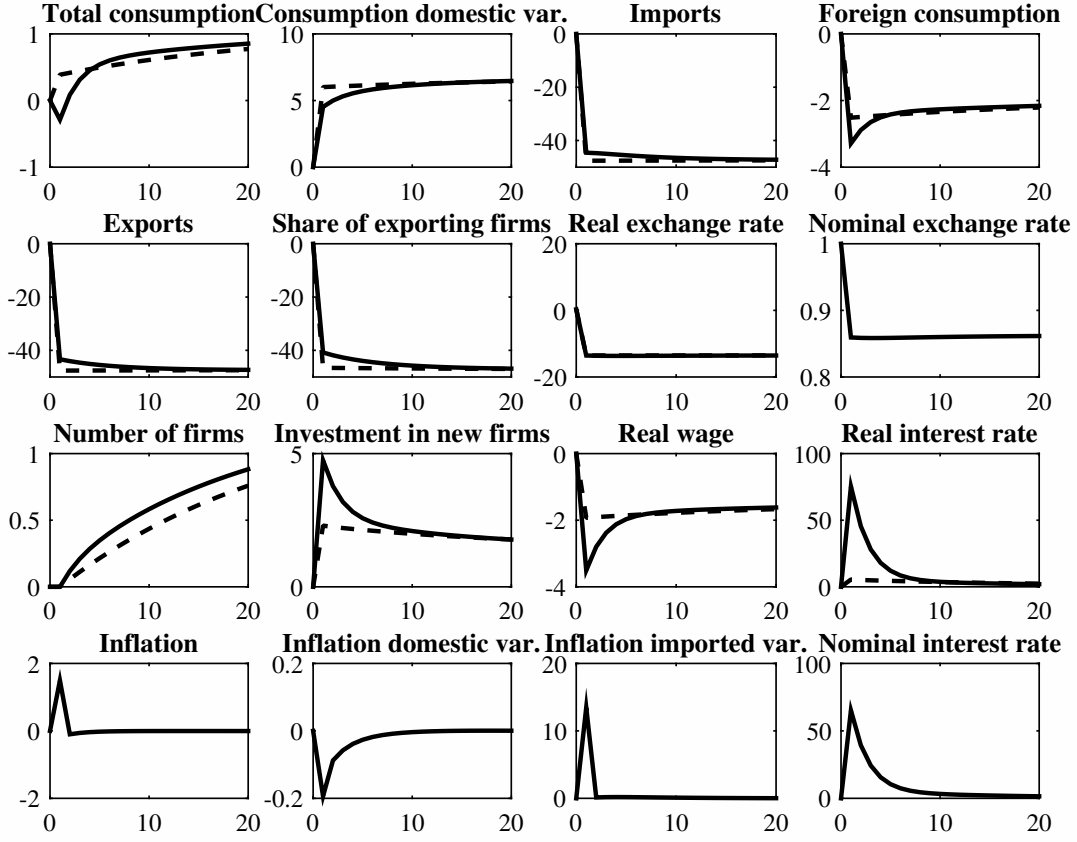 Total consumption Consumption domestic var. Imports Foreign consumption
1 10 0 0
0 5 -20 -2
-40
-1 0 -4
0 10 20 0 10 20 0 10 20 0 10 20
Exports Share of exporting firms Real exchange rate Nominal exchange rate
0 0 20 1
-20 -20 0 0.9
-40 -40
-20 0.8
0 10 20 0 10 20 0 10 20 0 10 20
Number of firms Investment in new firms Real wage Real interest rate
1 5 0 100
0.5 -2 50
0 0 -4 0
0 10 20 0 10 20 0 10 20 0 10 20
Inflation Inflation domestic var. Inflation imported var. Nominal interest rate
2 0.2 20 100
0 0 10 50
-2 -0.2 0 0
0 10 20 0 10 20 0 10 20 0 10 20